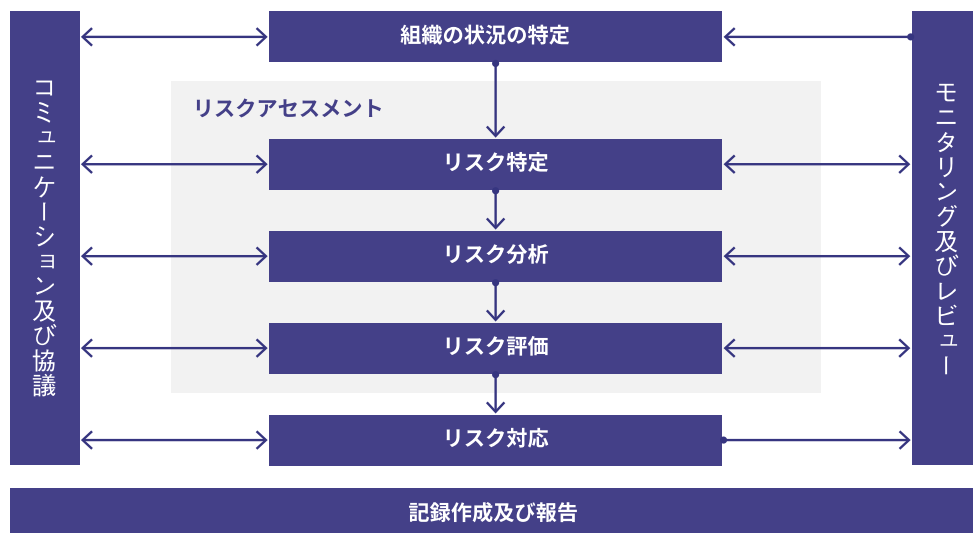 組織の状況の特定
コミュニケーション及び協議
モニタリング及びレビュー
リスクアセスメント
リスク特定
リスク分析
リスク評価
リスク対応
記録作成及び報告